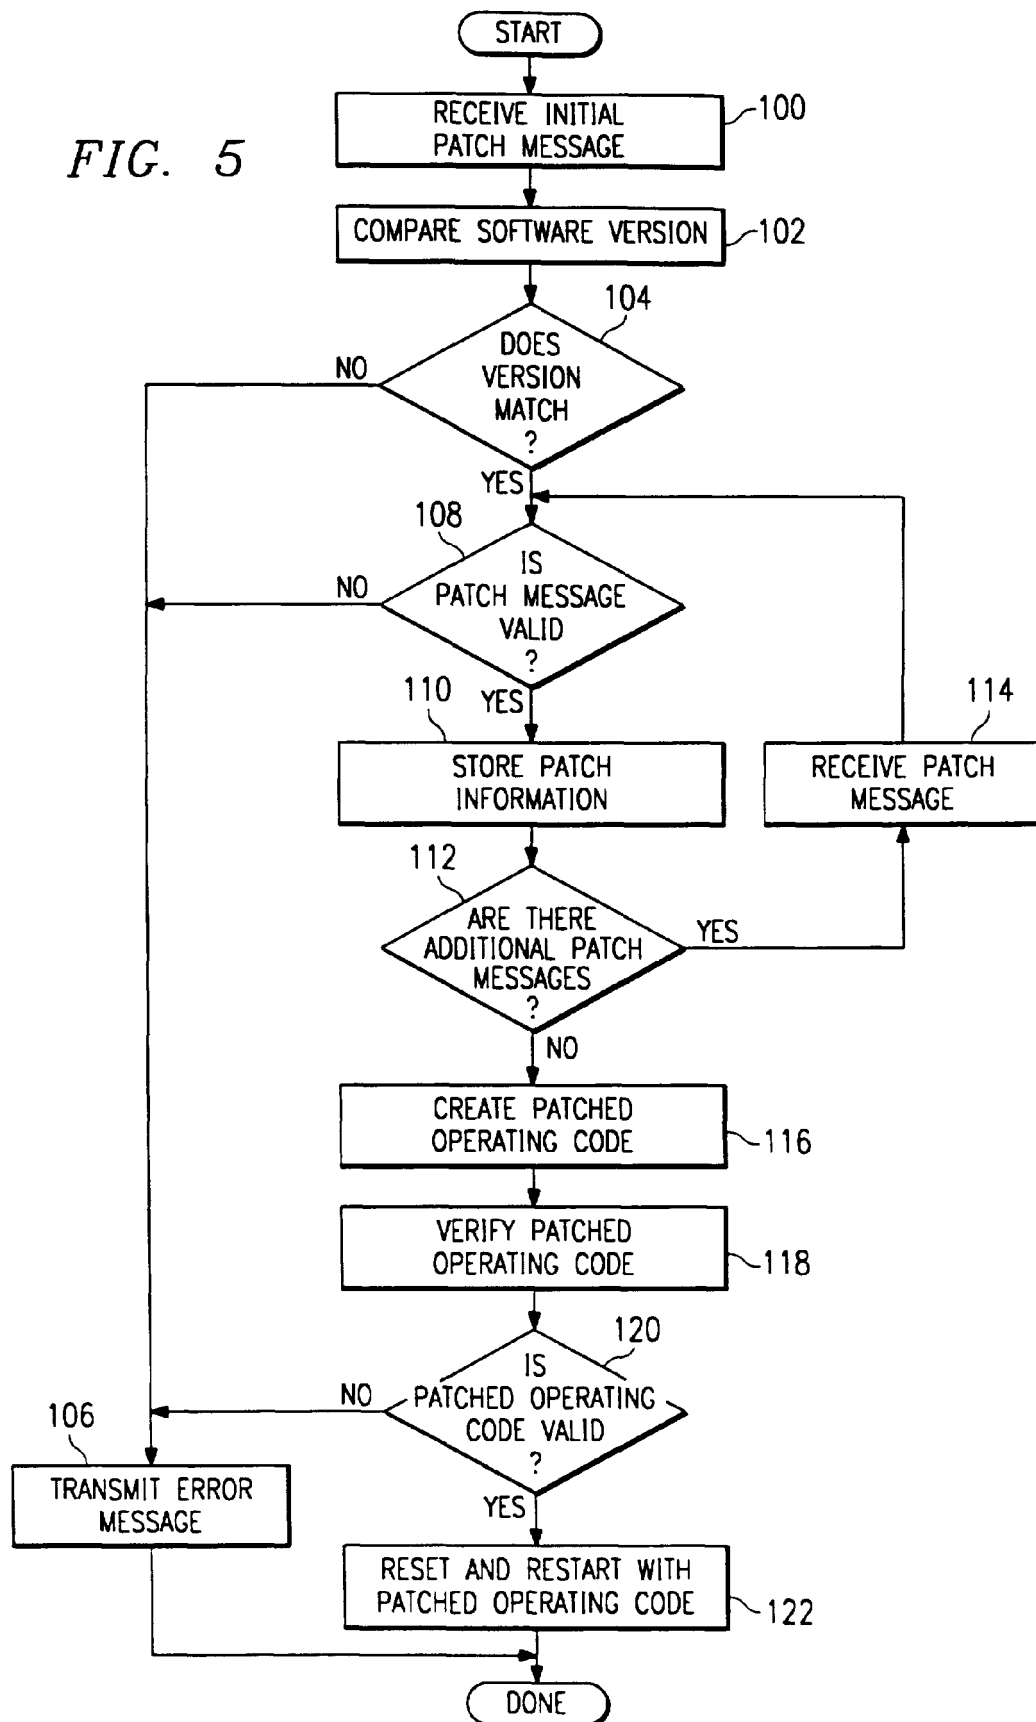 START
RECEIVE INITIAL
PATCH MESSAGE
100
FIG. 5
COMPARE SOFTWARE VERSION
102
104
DOES
VERSION
MATCH
?
NO
YES
108
IS
PATCH MESSAGE
VALID
?
NO
YES
110
STORE PATCH
INFORMATION
114
RECEIVE PATCH
MESSAGE
112
ARE THERE
ADDITIONAL PATCH
MESSAGES
?
YES
NO
CREATE PATCHED
OPERATING CODE
116
VERIFY PATCHED
OPERATING CODE
118
120
IS
PATCHED OPERATING
CODE VALID
?
NO
YES
106
TRANSMIT ERROR
MESSAGE
RESET AND RESTART WITH
PATCHED OPERATING CODE
122
DONE